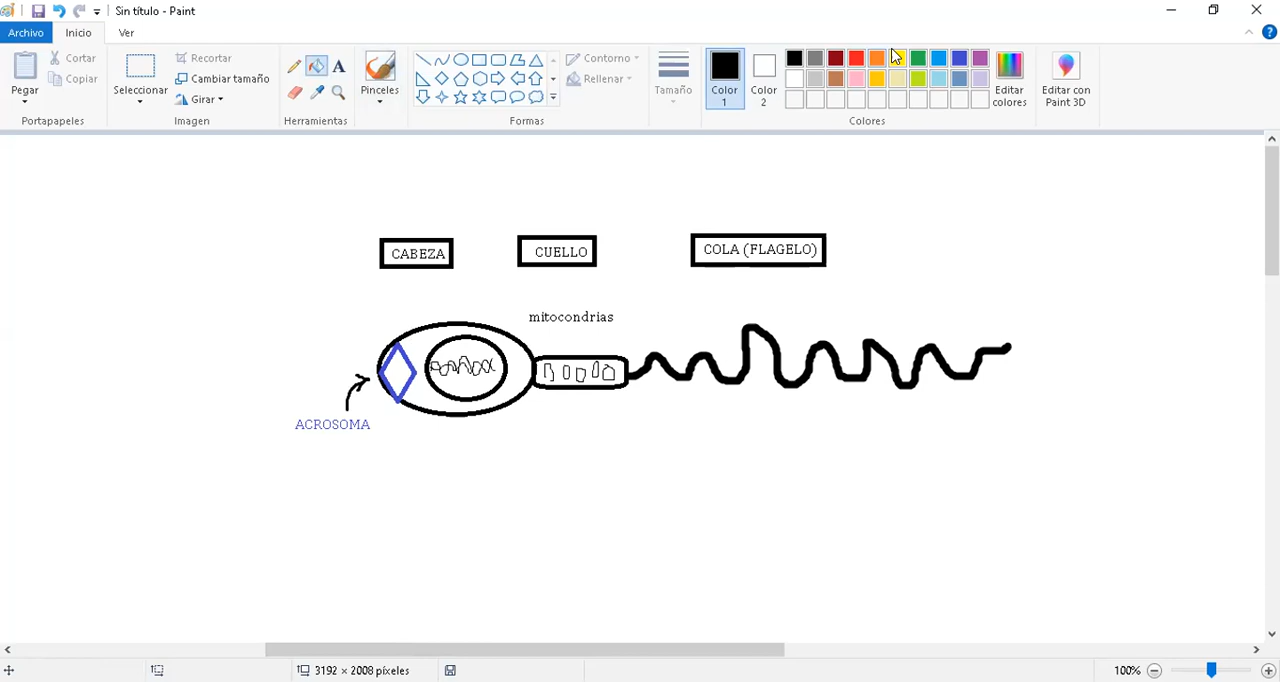 Sin título - Paint
Archivo
Inicio
Ver
Pegar
Cortar
Copiar
Portapapeles
Seleccionar
Recortar
Cambiar tamaño
Girar
Imagen
A
Herramientas
Pinceles
Contorno
Rellenar
Formas
Tamaño
Color 1
Color 2
Editar colores
Colores
Editar con Paint 3D
CABEZA
CUELLO
COLA (FLAGELO)
mitocondrias
ACROSOMA
3192 × 2008 píxeles
100%